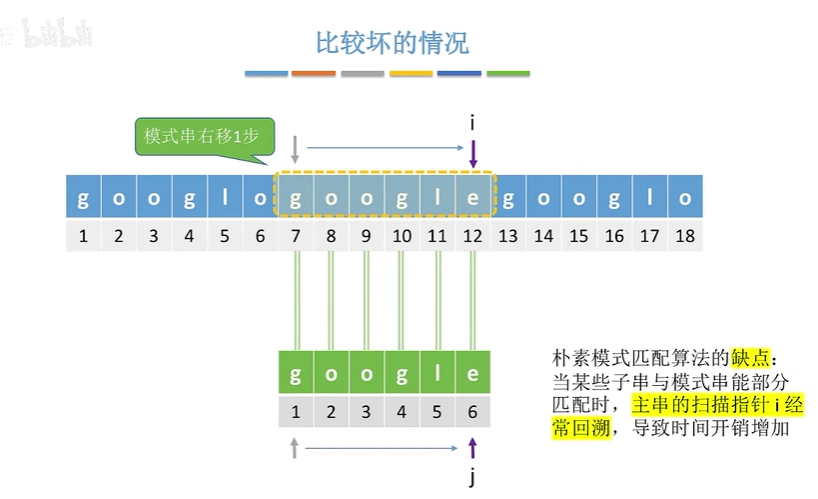 bilibili
比较坏的情况
模式串右移1步
i
g o o g l o g o o g l e g o o g l o
1 2 3 4 5 6 7 8 9 10 11 12 13 14 15 16 17 18
g o o g l e
1 2 3 4 5 6
j
朴素模式匹配算法的缺点：
当某些子串与模式串能部分
匹配时，主串的扫描指针 i 经
常回溯，导致时间开销增加